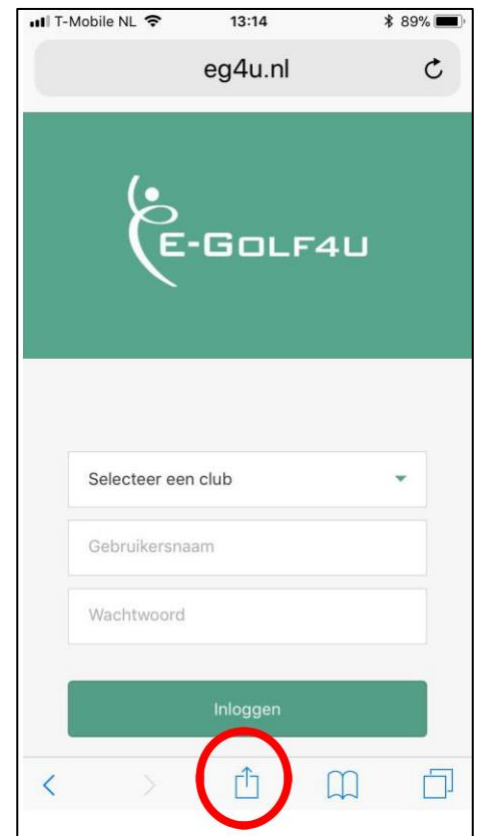 T-Mobile NL 13:14 89%
eg4u.nl
E-GOLF4U
Selecteer een club
Gebruikersnaam
Wachtwoord
Inloggen